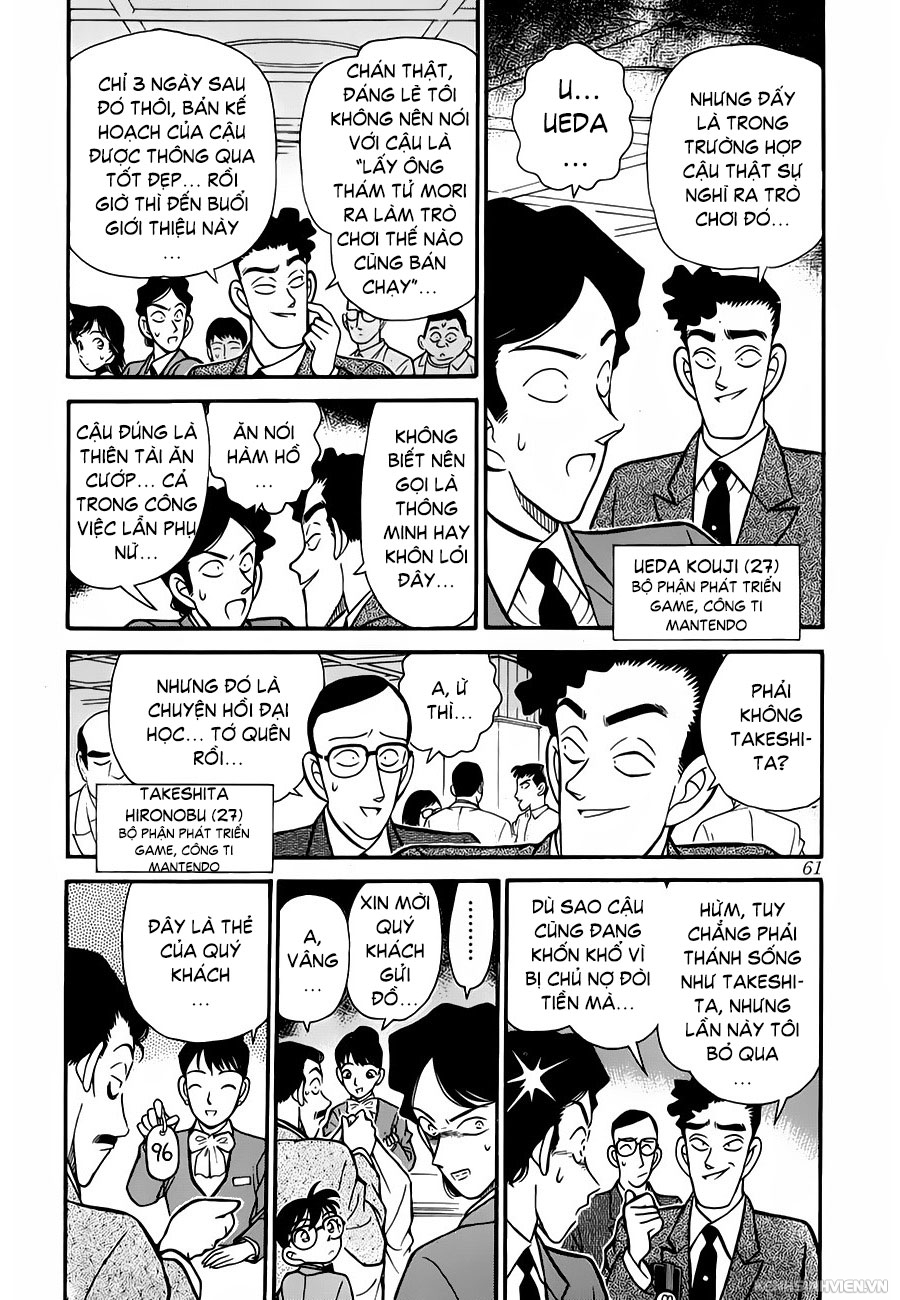 NHƯNG ĐẤY
LÀ TRONG
TRƯỜNG HỢP
CẬU THẬT SỰ
NGHĨ RA TRÒ
CHƠI ĐÓ...
U...
UEDA
...
UEDA KOUJI (27)
BỘ PHẬN PHÁT TRIỂN
GAME, CÔNG TI
MANTENDO
CHÁN THẬT,
ĐÁNG LẼ TÔI
KHÔNG NÊN NÓI
VỚI CẬU LÀ
"LẤY ÔNG
THÁM TỬ MORI
RA LÀM TRÒ
CHƠI THẾ NÀO
CŨNG BÁN
CHẠY"...
CHỈ 3 NGÀY SAU
ĐÓ THÔI, BẢN KẾ
HOẠCH CỦA CẬU
ĐƯỢC THÔNG QUA
TỐT ĐẸP... RỒI
GIỜ THÌ ĐẾN BUỔI
GIỚI THIỆU NÀY
...
KHÔNG
BIẾT NÊN
GỌI LÀ
THÔNG
MINH HAY
KHÔN LỎI
ĐÂY...
ĂN NÓI
HÀM HỒ
...
CẬU ĐÚNG LÀ
THIÊN TÀI ĂN
CƯỚP... CẢ
TRONG CÔNG
VIỆC LẪN PHỤ
NỮ...
PHẢI
KHÔNG
TAKESHI-
TA?
A, Ừ
THÌ...
NHƯNG ĐÓ LÀ
CHUYỆN HỒI ĐẠI
HỌC... TỚ QUÊN
RỒI...
TAKESHITA
HIRONOBU (27)
BỘ PHẬN PHÁT TRIỂN
GAME, CÔNG TI
MANTENDO
61
HỪM, TUY
CHẲNG PHẢI
THÁNH SỐNG
NHƯ TAKESHI-
TA, NHƯNG
LẦN NÀY TÔI
BỎ QUA
...
DÙ SAO CẬU
CŨNG ĐANG
KHỐN KHỔ VÌ
BỊ CHỦ NỢ ĐÒI
TIỀN MÀ...
........
XIN MỜI
QUÝ
KHÁCH
GỬI
ĐỒ...
A,
VÂNG
...
ĐÂY LÀ THẺ
CỦA QUÝ
KHÁCH
...
96